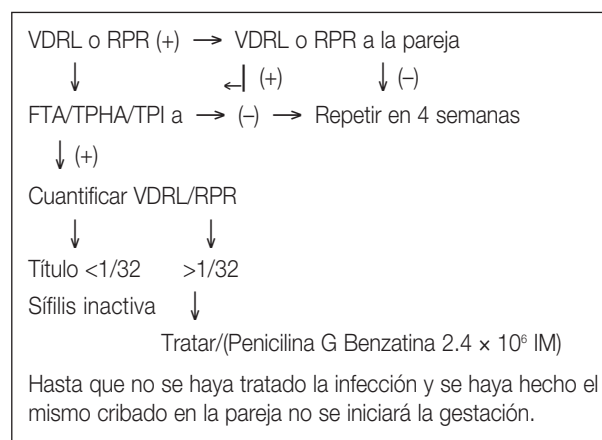 VDRL o RPR (+) → VDRL o RPR a la pareja
↓ ↲ (+) ↓ (–)
FTA/TPHA/TPI a → (–) → Repetir en 4 semanas
↓ (+)
Cuantificar VDRL/RPR
↓ ↓
Título <1/32 >1/32
Sífilis inactiva ↓
Tratar/(Penicilina G Benzatina 2.4 × 10⁶ IM)
Hasta que no se haya tratado la infección y se haya hecho el
mismo cribado en la pareja no se iniciará la gestación.